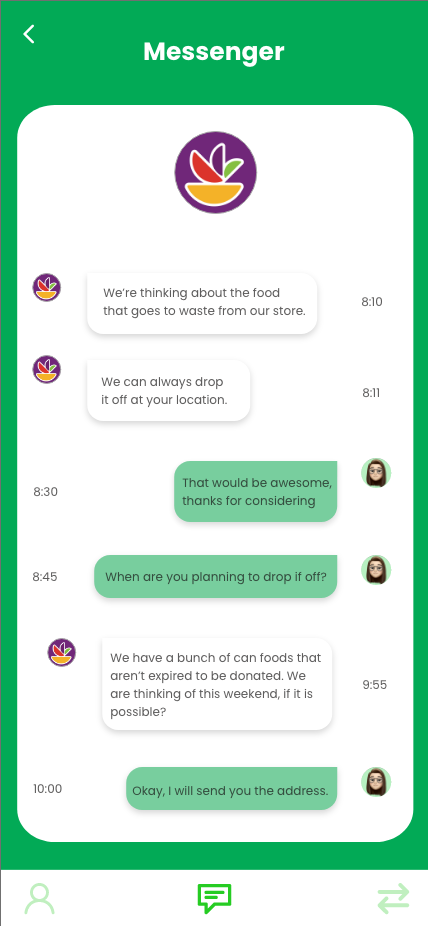 Messenger
We're thinking about the food
that goes to waste from our store.
8:10
We can always drop
it off at your location.
8:11
That would be awesome,
thanks for considering
8:30
When are you planning to drop if off?
8:45
We have a bunch of can foods that
aren't expired to be donated. We
are thinking of this weekend, if it is
possible?
9:55
Okay, I will send you the address.
10:00